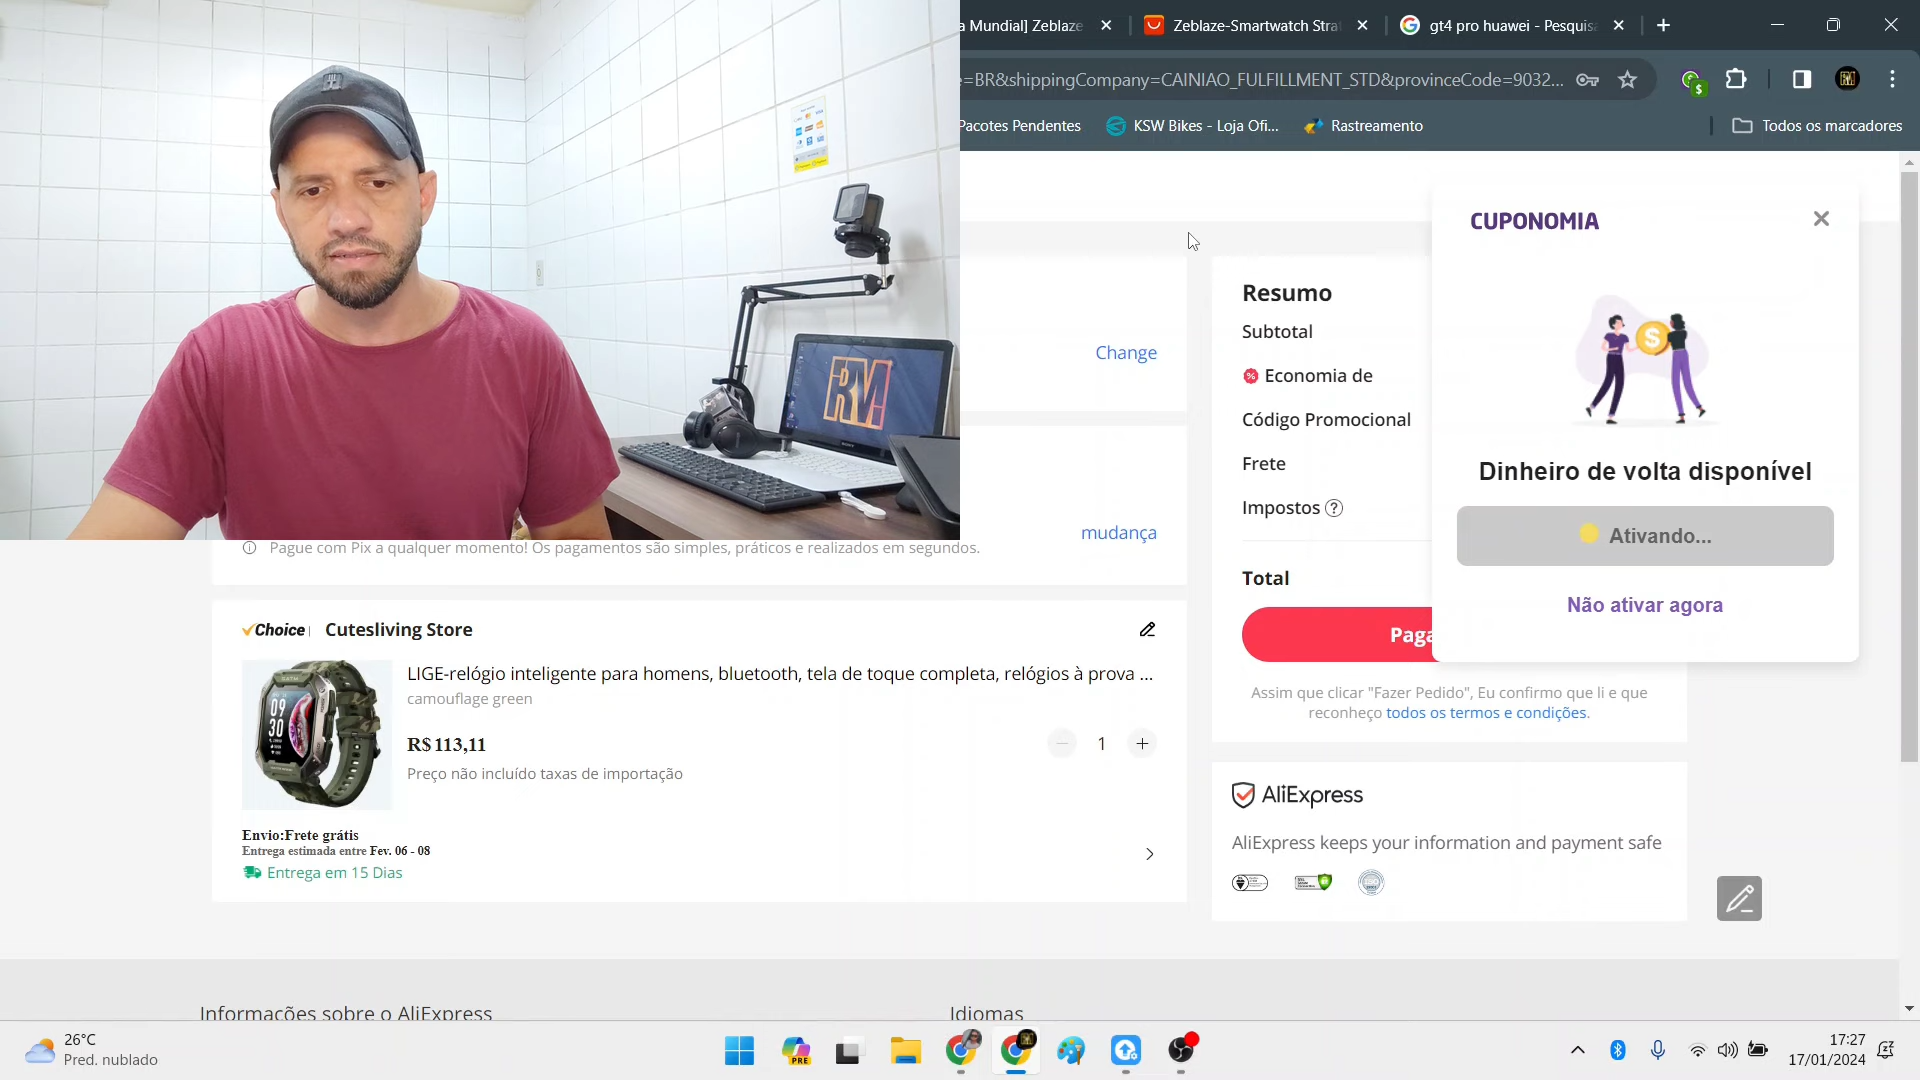 a Mundial] Zeblaze
Zeblaze-Smartwatch Stra
gt4 pro huawei - Pesquis
=BR&shippingCompany=CAINIAO_FULFILLMENT_STD&provinceCode=9032...
Pacotes Pendentes
KSW Bikes - Loja Ofi...
Rastreamento
Todos os marcadores
RM
SONY
Change
mudança
Pague com Pix a qualquer momento! Os pagamentos são simples, práticos e realizados em segundos.
Choice
Cutesliving Store
LIGE-relógio inteligente para homens, bluetooth, tela de toque completa, relógios à prova ...
camouflage green
09
30
R$113,11
1
Preço não incluído taxas de importação
Envio:Frete grátis
Entrega estimada entre Fev. 06 - 08
Entrega em 15 Dias
Resumo
Subtotal
Economia de
Código Promocional
Frete
Impostos ?
Total
Paga
Assim que clicar "Fazer Pedido", Eu confirmo que li e que
reconheço todos os termos e condições.
AliExpress
AliExpress keeps your information and payment safe
CUPONOMIA
Dinheiro de volta disponível
Ativando...
Não ativar agora
Informações sobre o AliExpress
Idiomas
26°C
Pred. nublado
PRE
17:27
17/01/2024